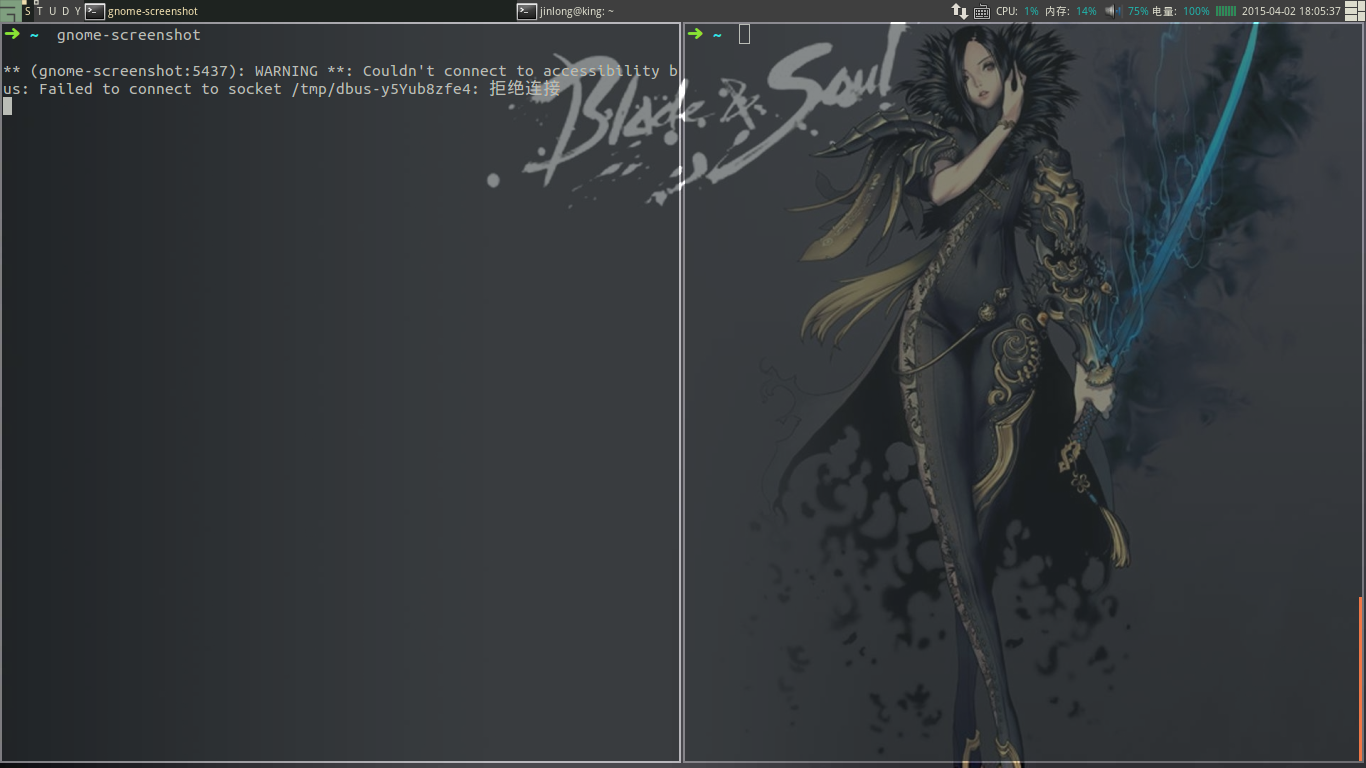 S T U D Y gnome-screenshot jinlong@king: ~ CPU: 1% 内存: 14% 75% 电量: 100% 2015-04-02 18:05:37
➜ ~ gnome-screenshot
** (gnome-screenshot:5437): WARNING **: Couldn't connect to accessibility b
us: Failed to connect to socket /tmp/dbus-y5Yub8zfe4: 拒绝连接
➜ ~
Blade & Soul